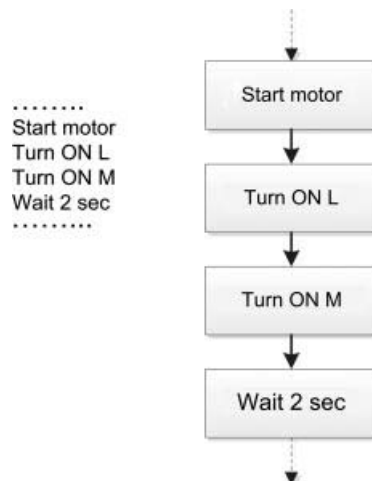 ........
Start motor
Turn ON L
Turn ON M
Wait 2 sec
.........
Start motor
Turn ON L
Turn ON M
Wait 2 sec